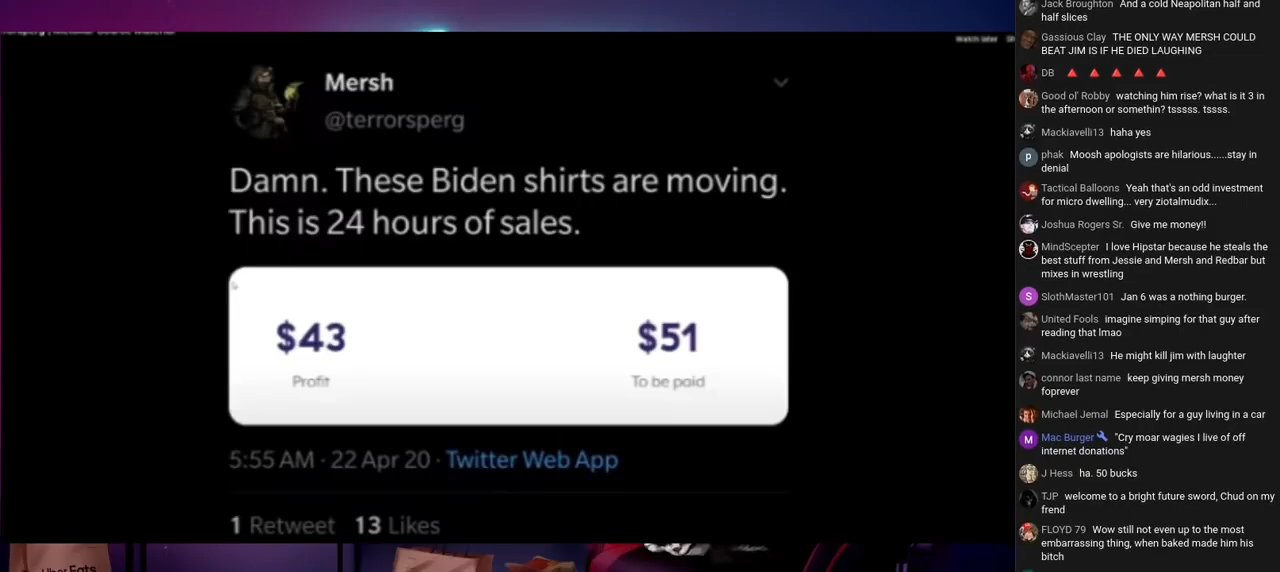 Mersh
@terrorsperg
Damn. These Biden shirts are moving.
This is 24 hours of sales.
$43
Profit
$51
To be paid
5:55 AM · 22 Apr 20 · Twitter Web App
1 Retweet 13 Likes
Uber Eats
Watch later
Jack Broughton And a cold Neapolitan half and
half slices
Gassious Clay THE ONLY WAY MERSH COULD
BEAT JIM IS IF HE DIED LAUGHING
DB 🔺 🔺 🔺 🔺 🔺
Good ol' Robby watching him rise? what is it 3 in
the afternoon or somethin? tsssss. tssss.
Mackiavelli13 haha yes
p
phak Moosh apologists are hilarious......stay in
denial
Tactical Balloons Yeah that's an odd investment
for micro dwelling... very ziotalmudix...
Joshua Rogers Sr. Give me money!!
MindScepter I love Hipstar because he steals the
best stuff from Jessie and Mersh and Redbar but
mixes in wrestling
S
SlothMaster101 Jan 6 was a nothing burger.
United Fools imagine simping for that guy after
reading that lmao
Mackiavelli13 He might kill jim with laughter
connor last name keep giving mersh money
foprever
Michael Jemal Especially for a guy living in a car
M
Mac Burger 🔧 "Cry moar wagies I live of off
internet donations"
J Hess ha. 50 bucks
TJP welcome to a bright future sword, Chud on my
frend
FLOYD 79 Wow still not even up to the most
embarrassing thing, when baked made him his
bitch